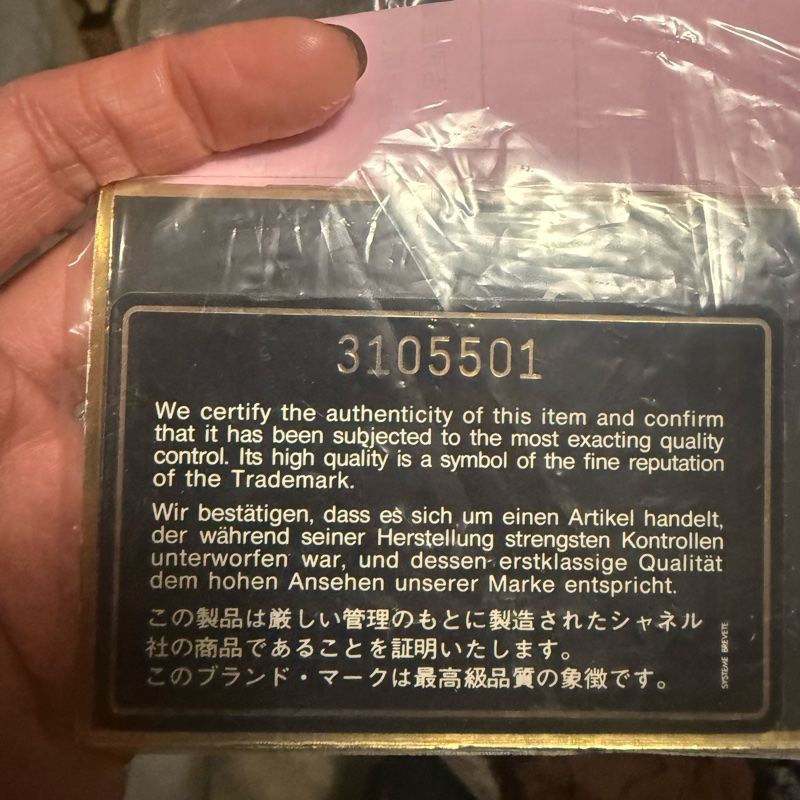 3105501
We certify the authenticity of this item and confirm
that it has been subjected to the most exacting quality
control. Its high quality is a symbol of the fine reputation
of the Trademark.
Wir bestätigen, dass es sich um einen Artikel handelt,
der während seiner Herstellung strengsten Kontrollen
unterworfen war, und dessen erstklassige Qualität
dem hohen Ansehen unserer Marke entspricht.
この製品は厳しい管理のもとに製造されたシャネル
社の商品であることを証明いたします。
このブランド・マークは最高級品質の象徴です。
SYSTEME BREVETE